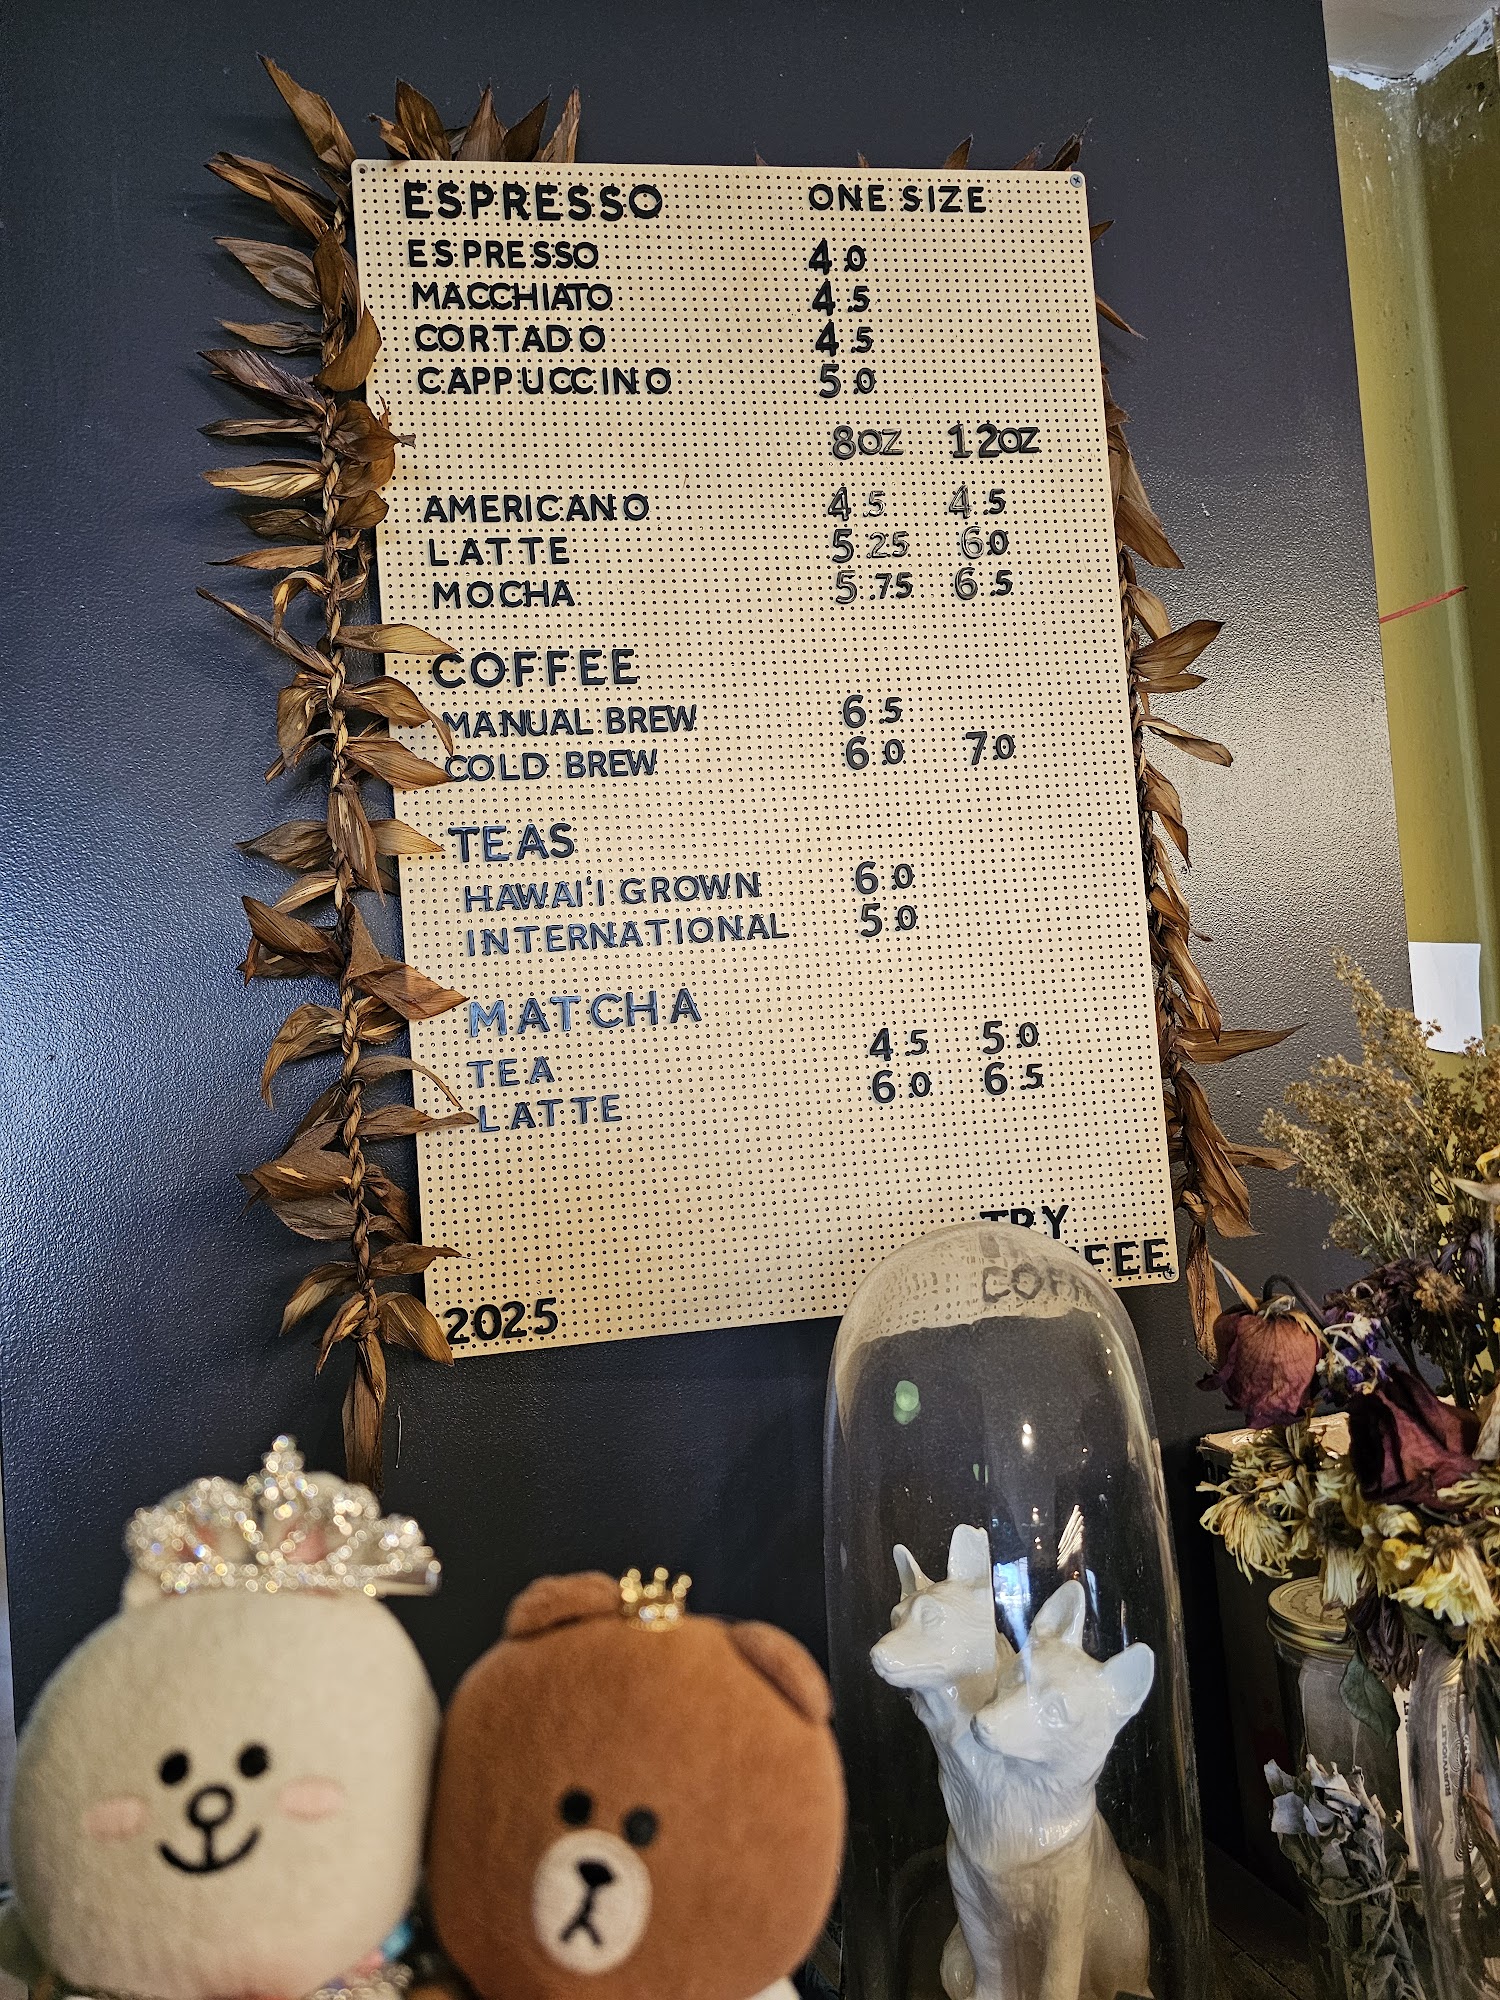 ESPRESSO ONE SIZE
ESPRESSO 4.0
MACCHIATO 4.5
CORTADO 4.5
CAPPUCCINO 5.0
8OZ 12OZ
AMERICANO 4.5 4.5
LATTE 5.25 6.0
MOCHA 5.75 6.5
COFFEE
MANUAL BREW 6.5
COLD BREW 6.0 7.0
TEAS
HAWAI'I GROWN 6.0
INTERNATIONAL 5.0
MATCHA
TEA 4.5 5.0
LATTE 6.0 6.5
TRY
COFFEE
2025